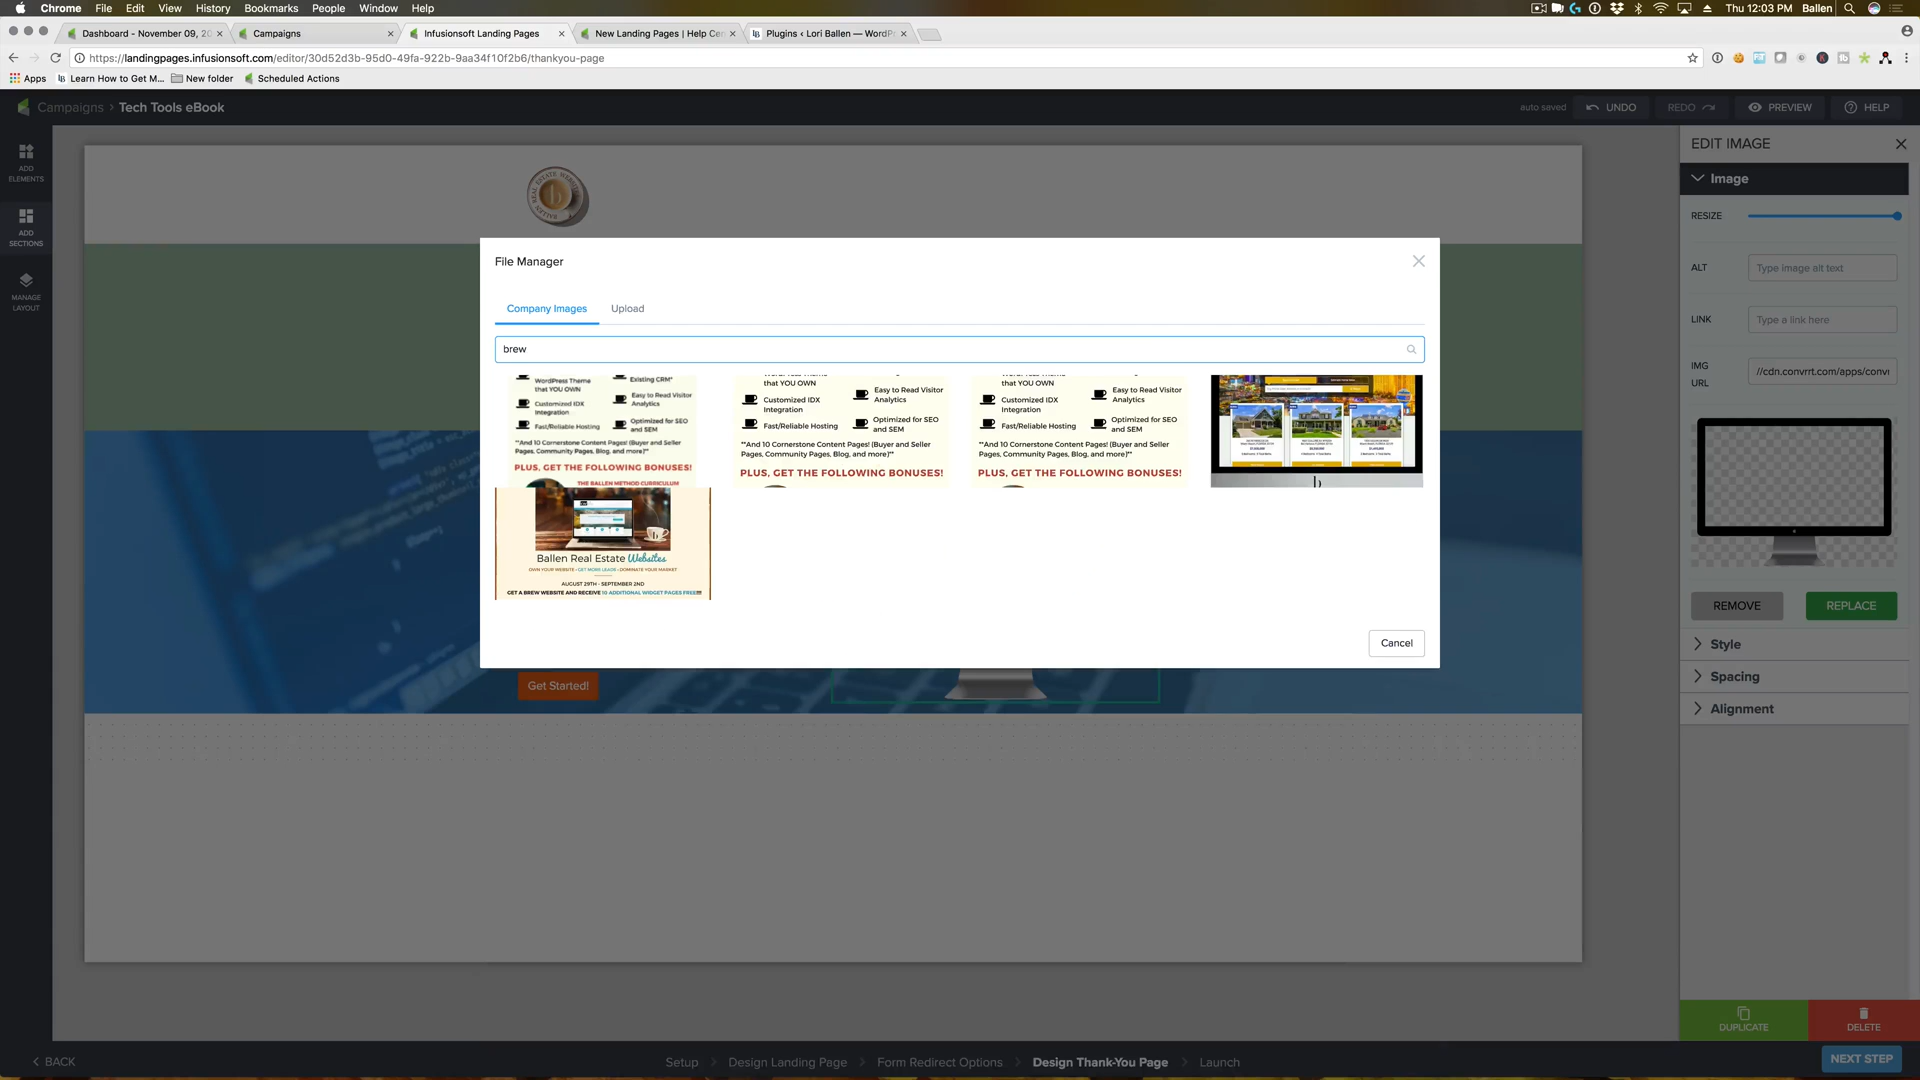 Chrome File Edit View History Bookmarks People Window Help
Thu 12:03 PM Ballen
Dashboard - November 09, 20
Campaigns
Infusionsoft Landing Pages
New Landing Pages | Help Cen
Plugins ‹ Lori Ballen — WordPr
https://landingpages.infusionsoft.com/editor/30d52d3b-95d0-49fa-922b-9aa34f10f2b6/thankyou-page
Apps
Learn How to Get M...
New folder
Scheduled Actions
Campaigns > Tech Tools eBook
auto saved
UNDO
REDO
PREVIEW
HELP
ADD
ELEMENTS
ADD
SECTIONS
MANAGE
LAYOUT
BALLEN REAL ESTATE WEBSITES
File Manager
Company Images
Upload
brew
WordPress Theme
that YOU OWN
Customized IDX
Integration
Fast/Reliable Hosting
Existing CRM*
Easy to Read Visitor
Analytics
Optimized for SEO
and SEM
**And 10 Cornerstone Content Pages! (Buyer and Seller
Pages, Community Pages, Blog, and more)**
PLUS, GET THE FOLLOWING BONUSES!
THE BALLEN METHOD CURRICULUM
that YOU OWN
Customized IDX
Integration
Fast/Reliable Hosting
Easy to Read Visitor
Analytics
Optimized for SEO
and SEM
**And 10 Cornerstone Content Pages! (Buyer and Seller
Pages, Community Pages, Blog, and more)**
PLUS, GET THE FOLLOWING BONUSES!
that YOU OWN
Customized IDX
Integration
Fast/Reliable Hosting
Easy to Read Visitor
Analytics
Optimized for SEO
and SEM
**And 10 Cornerstone Content Pages! (Buyer and Seller
Pages, Community Pages, Blog, and more)**
PLUS, GET THE FOLLOWING BONUSES!
b
Ballen Real Estate Websites
OWN YOUR WEBSITE • GET MORE LEADS • DOMINATE YOUR MARKET
AUGUST 29TH - SEPTEMBER 2ND
GET A BREW WEBSITE AND RECEIVE 10 ADDITIONAL WIDGET PAGES FREE!!!
Cancel
Get Started!
EDIT IMAGE
Image
RESIZE
ALT
Type image alt text
LINK
Type a link here
IMG
URL
//cdn.convrrt.com/apps/convr
REMOVE
REPLACE
Style
Spacing
Alignment
DUPLICATE
DELETE
BACK
Setup
Design Landing Page
Form Redirect Options
Design Thank-You Page
Launch
NEXT STEP